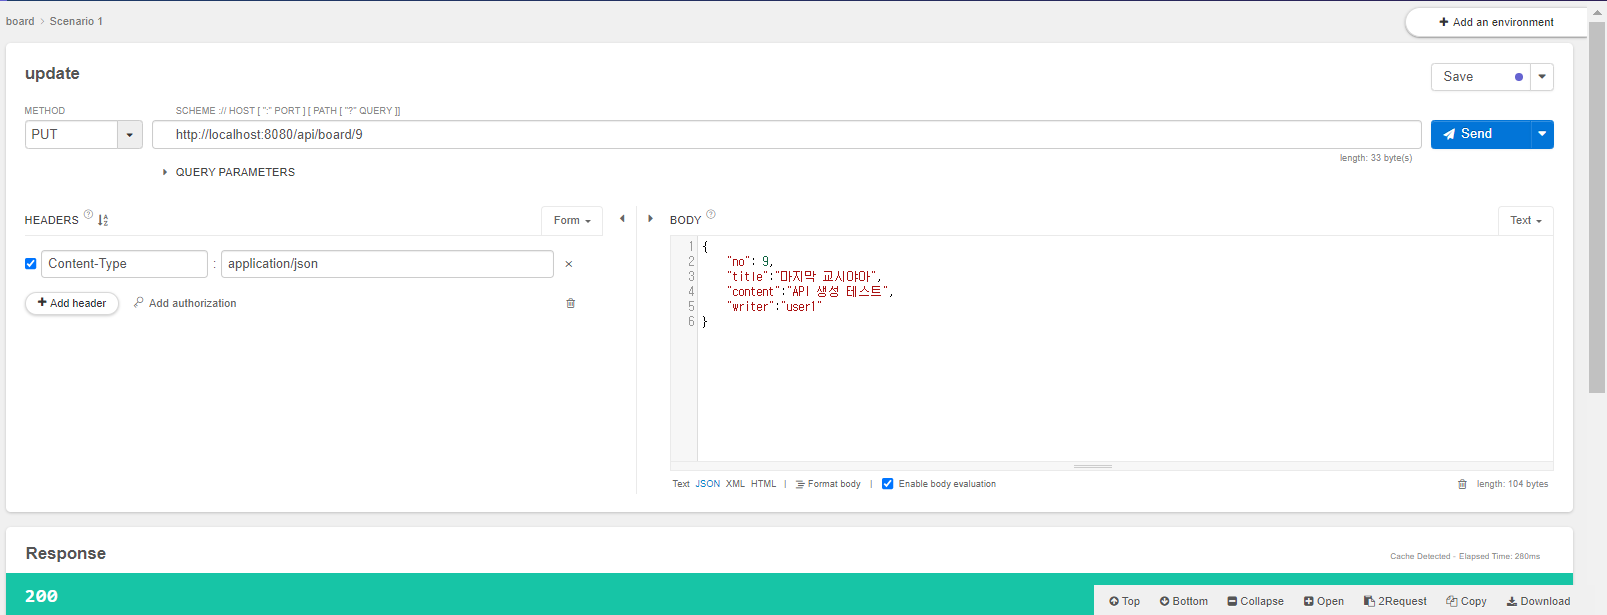 board › Scenario 1
+ Add an environment
update
Save
METHOD
SCHEME :// HOST [ ":" PORT ] [ PATH [ "?" QUERY ]]
PUT
http://localhost:8080/api/board/9
Send
length: 33 byte(s)
QUERY PARAMETERS
HEADERS
Form
BODY
Text
Content-Type : application/json
+ Add header
Add authorization
1 {
2 "no": 9,
3 "title":"마지막 교시야아",
4 "content":"API 생성 테스트",
5 "writer":"user1"
6 }
Text JSON XML HTML | Format body | Enable body evaluation
length: 104 bytes
Response
Cache Detected - Elapsed Time: 280ms
200
Top Bottom Collapse Open 2Request Copy Download